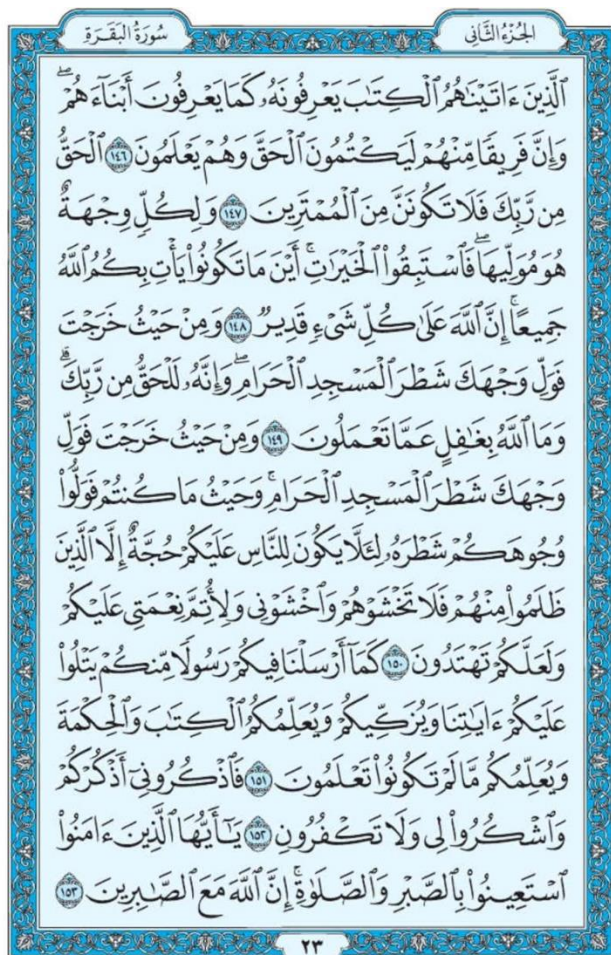 الجُزْءُ الثَّانِي
سُورَةُ البَقَرَةِ
ٱلَّذِينَ ءَاتَيْنَٰهُمُ ٱلْكِتَٰبَ يَعْرِفُونَهُۥ كَمَا يَعْرِفُونَ أَبْنَآءَهُمْۖ
وَإِنَّ فَرِيقًا مِّنْهُمْ لَيَكْتُمُونَ ٱلْحَقَّ وَهُمْ يَعْلَمُونَ ١٤٦ ٱلْحَقُّ
مِن رَّبِّكَ فَلَا تَكُونَنَّ مِنَ ٱلْمُمْتَرِينَ ١٤٧ وَلِكُلٍّ وِجْهَةٌ
هُوَ مُوَلِّيهَاۖ فَٱسْتَبِقُوا۟ ٱلْخَيْرَٰتِۚ أَيْنَ مَا تَكُونُوا۟ يَأْتِ بِكُمُ ٱللَّهُ
جَمِيعًاۚ إِنَّ ٱللَّهَ عَلَىٰ كُلِّ شَىْءٍ قَدِيرٌ ١٤٨ وَمِنْ حَيْثُ خَرَجْتَ
فَوَلِّ وَجْهَكَ شَطْرَ ٱلْمَسْجِدِ ٱلْحَرَامِۖ وَإِنَّهُۥ لَلْحَقُّ مِن رَّبِّكَۗ
وَمَا ٱللَّهُ بِغَٰفِلٍ عَمَّا تَعْمَلُونَ ١٤٩ وَمِنْ حَيْثُ خَرَجْتَ فَوَلِّ
وَجْهَكَ شَطْرَ ٱلْمَسْجِدِ ٱلْحَرَامِۚ وَحَيْثُ مَا كُنتُمْ فَوَلُّوا۟
وُجُوهَكُمْ شَطْرَهُۥ لِئَلَّا يَكُونَ لِلنَّاسِ عَلَيْكُمْ حُجَّةٌ إِلَّا ٱلَّذِينَ
ظَلَمُوا۟ مِنْهُمْ فَلَا تَخْشَوْهُمْ وَٱخْشَوْنِى وَلِأُتِمَّ نِعْمَتِى عَلَيْكُمْ
وَلَعَلَّكُمْ تَهْتَدُونَ ١٥٠ كَمَآ أَرْسَلْنَا فِيكُمْ رَسُولًا مِّنكُمْ يَتْلُوا۟
عَلَيْكُمْ ءَايَٰتِنَا وَيُزَكِّيكُمْ وَيُعَلِّمُكُمُ ٱلْكِتَٰبَ وَٱلْحِكْمَةَ
وَيُعَلِّمُكُم مَّا لَمْ تَكُونُوا۟ تَعْلَمُونَ ١٥١ فَٱذْكُرُونِىٓ أَذْكُرْكُمْ
وَٱشْكُرُوا۟ لِى وَلَا تَكْفُرُونِ ١٥٢ يَٰٓأَيُّهَا ٱلَّذِينَ ءَامَنُوا۟
ٱسْتَعِينُوا۟ بِٱلصَّبْرِ وَٱلصَّلَوٰةِۚ إِنَّ ٱللَّهَ مَعَ ٱلصَّٰبِرِينَ ١٥٣
٢٣